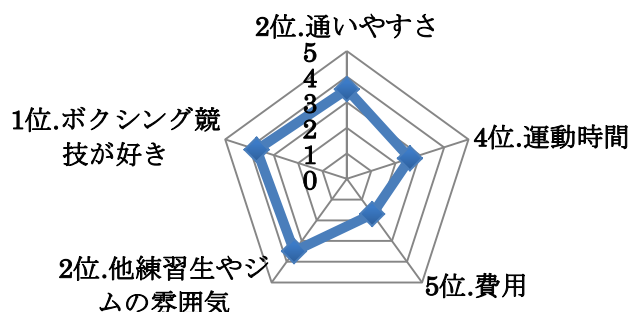 2位.通いやすさ
5
4
3
2
1
0
1位.ボクシング競
技が好き
4位.運動時間
2位.他練習生やジ
ムの雰囲気
5位.費用